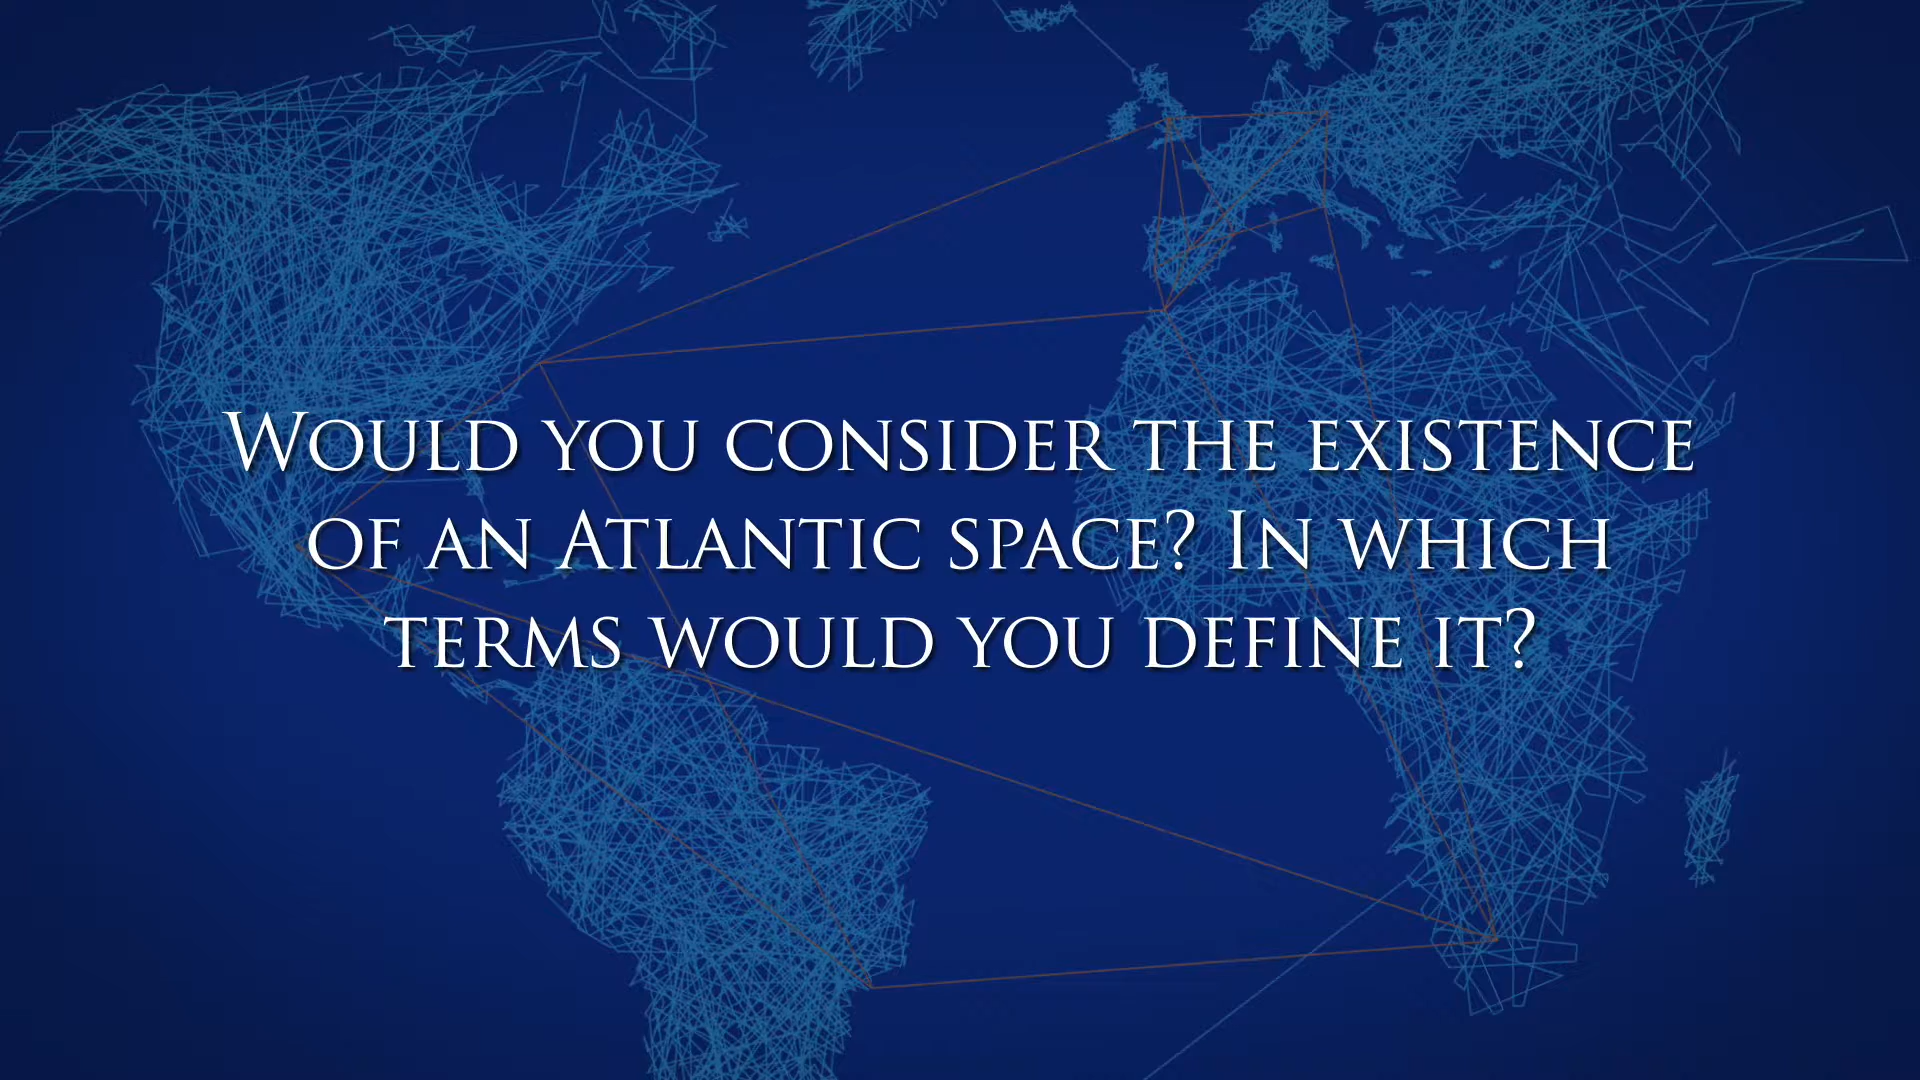 Would you consider the existence
of an Atlantic space? In which
terms would you define it?